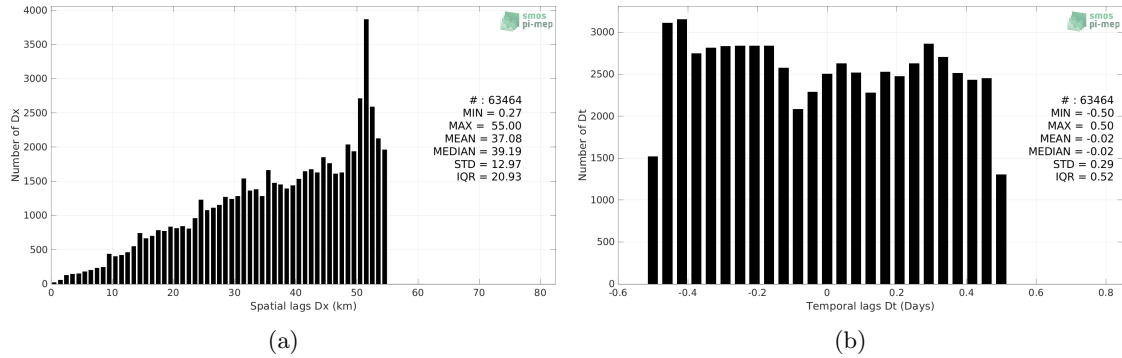 4000
3500
3000
2500
2000
1500
1000
500
0
0
10
20
30
40
50
60
70
80
Number of Dx
Spatial lags Dx (km)
smos
pi-mep
# : 63464
MIN = 0.27
MAX = 55.00
MEAN = 37.08
MEDIAN = 39.19
STD = 12.97
IQR = 20.93
(a)
3000
2500
2000
1500
1000
500
0
-0.6
-0.4
-0.2
0
0.2
0.4
0.6
0.8
Number of Dt
Temporal lags Dt (Days)
smos
pi-mep
# : 63464
MIN = -0.50
MAX = 0.50
MEAN = -0.02
MEDIAN = -0.02
STD = 0.29
IQR = 0.52
(b)